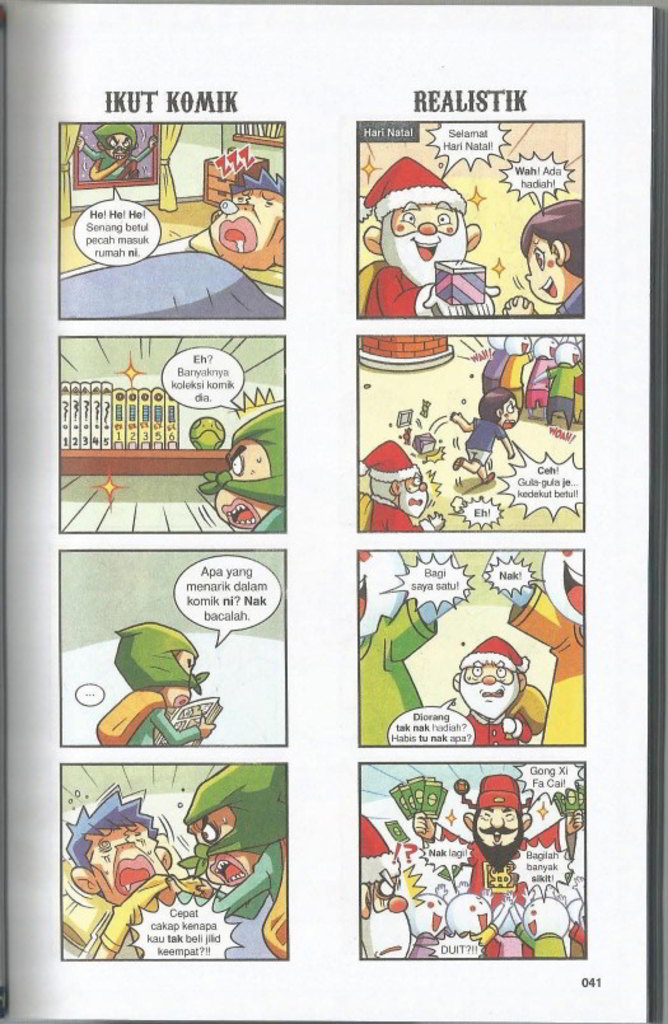 IKUT KOMIK
ZZZ
He! He! He!
Senang betul
pecah masuk
rumah ni.
Eh?
Banyaknya
koleksi komik
dia.
1 2 3 4 5
1 2 3 5 6
Apa yang
menarik dalam
komik ni? Nak
bacalah.
...
Cepat
cakap kenapa
kau tak beli jilid
keempat?!!
REALISTIK
Hari Natal
Selamat
Hari Natal!
Wah! Ada
hadiah!
WAH!
WOAH!
Ceh!
Gula-gula je...
kedekut betul!
Eh!
Bagi
saya satu!
Nak!
Diorang
tak nak hadiah?
Habis tu nak apa?
Gong Xi
Fa Cai!
!?
Nak lagi!
Bagilah
banyak
sikit!
DUIT?!!
041